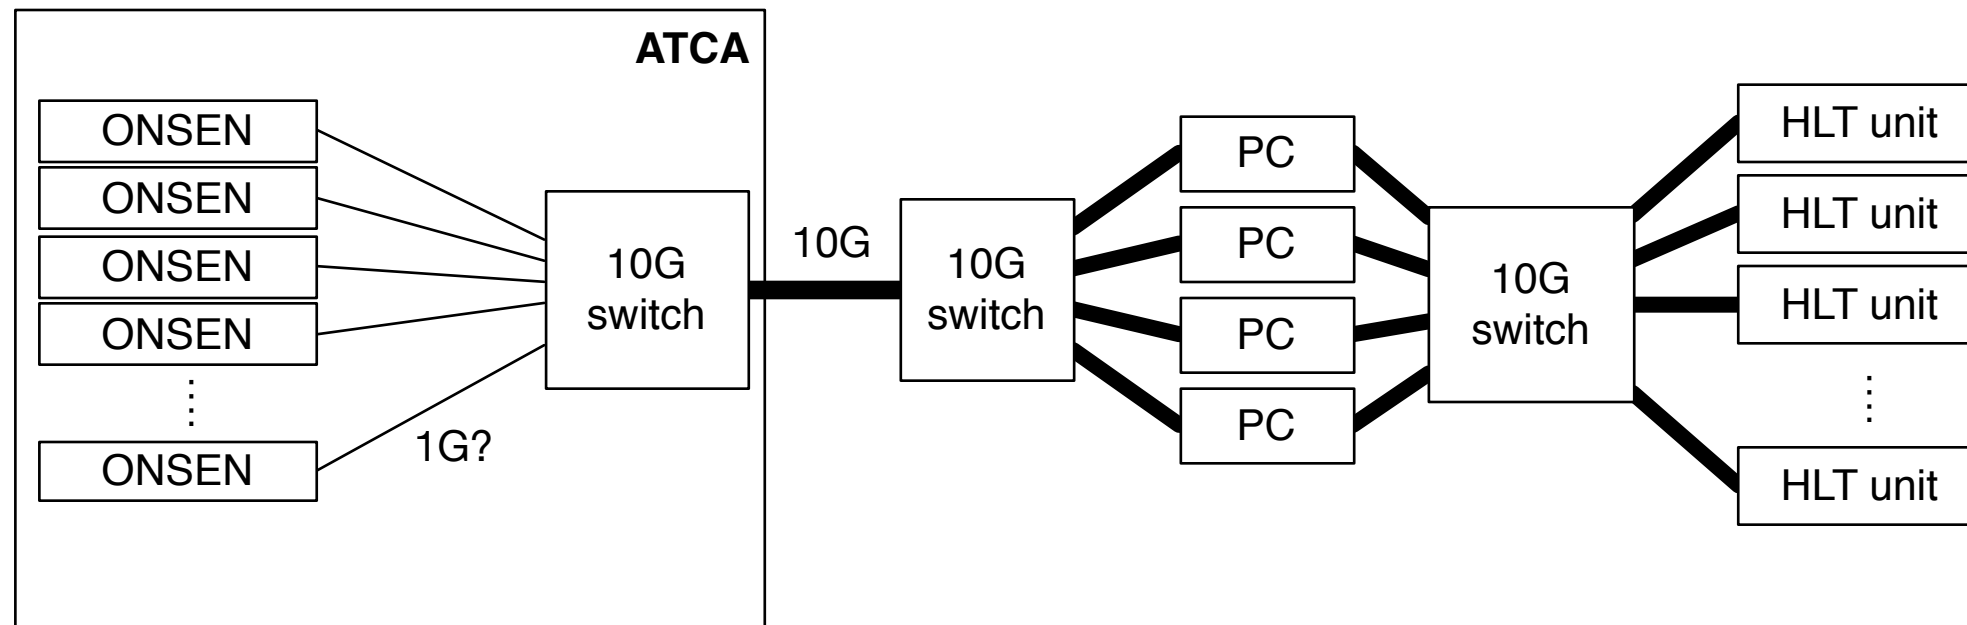 ATCA
ONSEN
ONSEN
ONSEN
ONSEN
ONSEN
1G?
10G
switch
10G
10G
switch
PC
PC
PC
PC
10G
switch
HLT unit
HLT unit
HLT unit
HLT unit